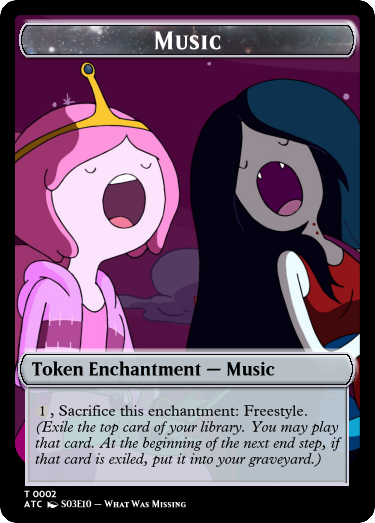 Music
Token Enchantment — Music
1 , Sacrifice this enchantment: Freestyle.
(Exile the top card of your library. You may play
that card. At the beginning of the next end step, if
that card is exiled, put it into your graveyard.)
T 0002
ATC S03E10 — What Was Missing